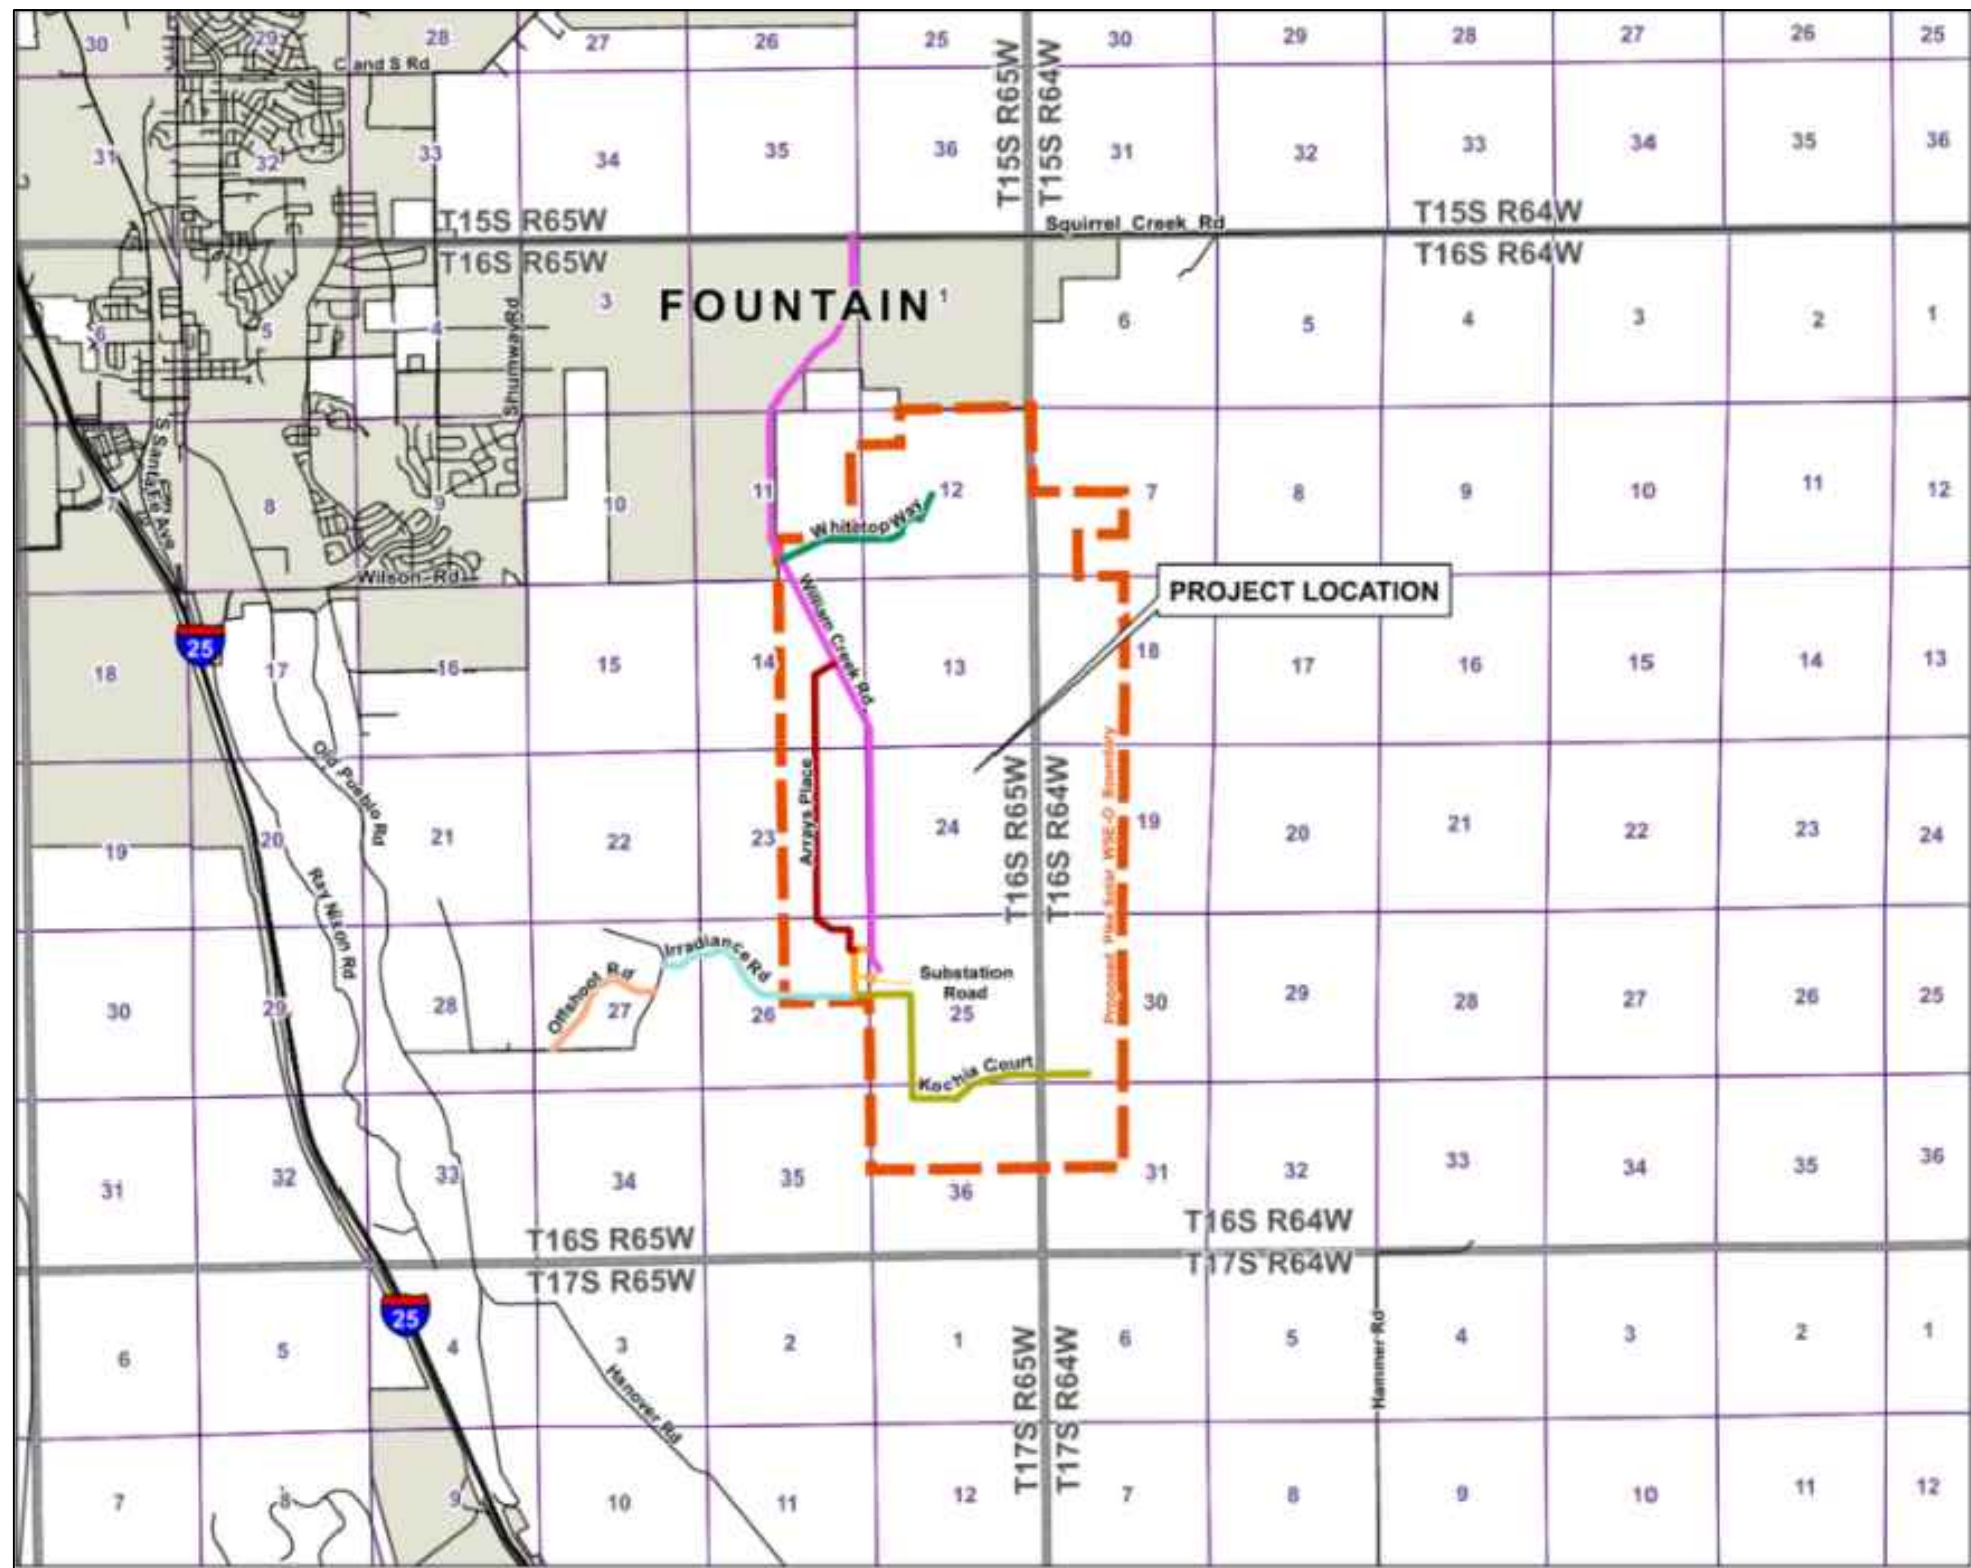 30 29 28 27 26 25 30 29 28 27 26 25
C and S Rd
31 32 33 34 35 36 31 32 33 34 35 36
T15S R65W
T15S R64W
T15S R65W
T16S R65W
Squirrel Creek Rd
T15S R64W
T16S R64W
FOUNTAIN
6 5 4 3 1 6 5 4 3 2 1
Shumway Rd
S Santa Fe Ave
7 8 9 10 11 12 7 8 9 10 11 12
Whitetop Way
Wilson Rd
PROJECT LOCATION
William Creek Rd
25
18 17 16 15 14 13 18 17 16 15 14 13
Old Pueblo Rd
Arrays Place
T16S R65W
T16S R64W
19 20 21 22 23 24 19 20 21 22 23 24
Ray Nixon Rd
Irradiance Rd
Offshoot Rd
Substation
Road
30 29 28 27 26 25 30 29 28 27 26 25
Kochia Court
31 32 33 34 35 36 31 32 33 34 35 36
T16S R65W
T17S R65W
T16S R64W
T17S R64W
25
6 5 4 3 2 1 6 5 4 3 2 1
Hanover Rd
T17S R65W
T17S R64W
Hammer Rd
7 8 9 10 11 12 7 8 9 10 11 12